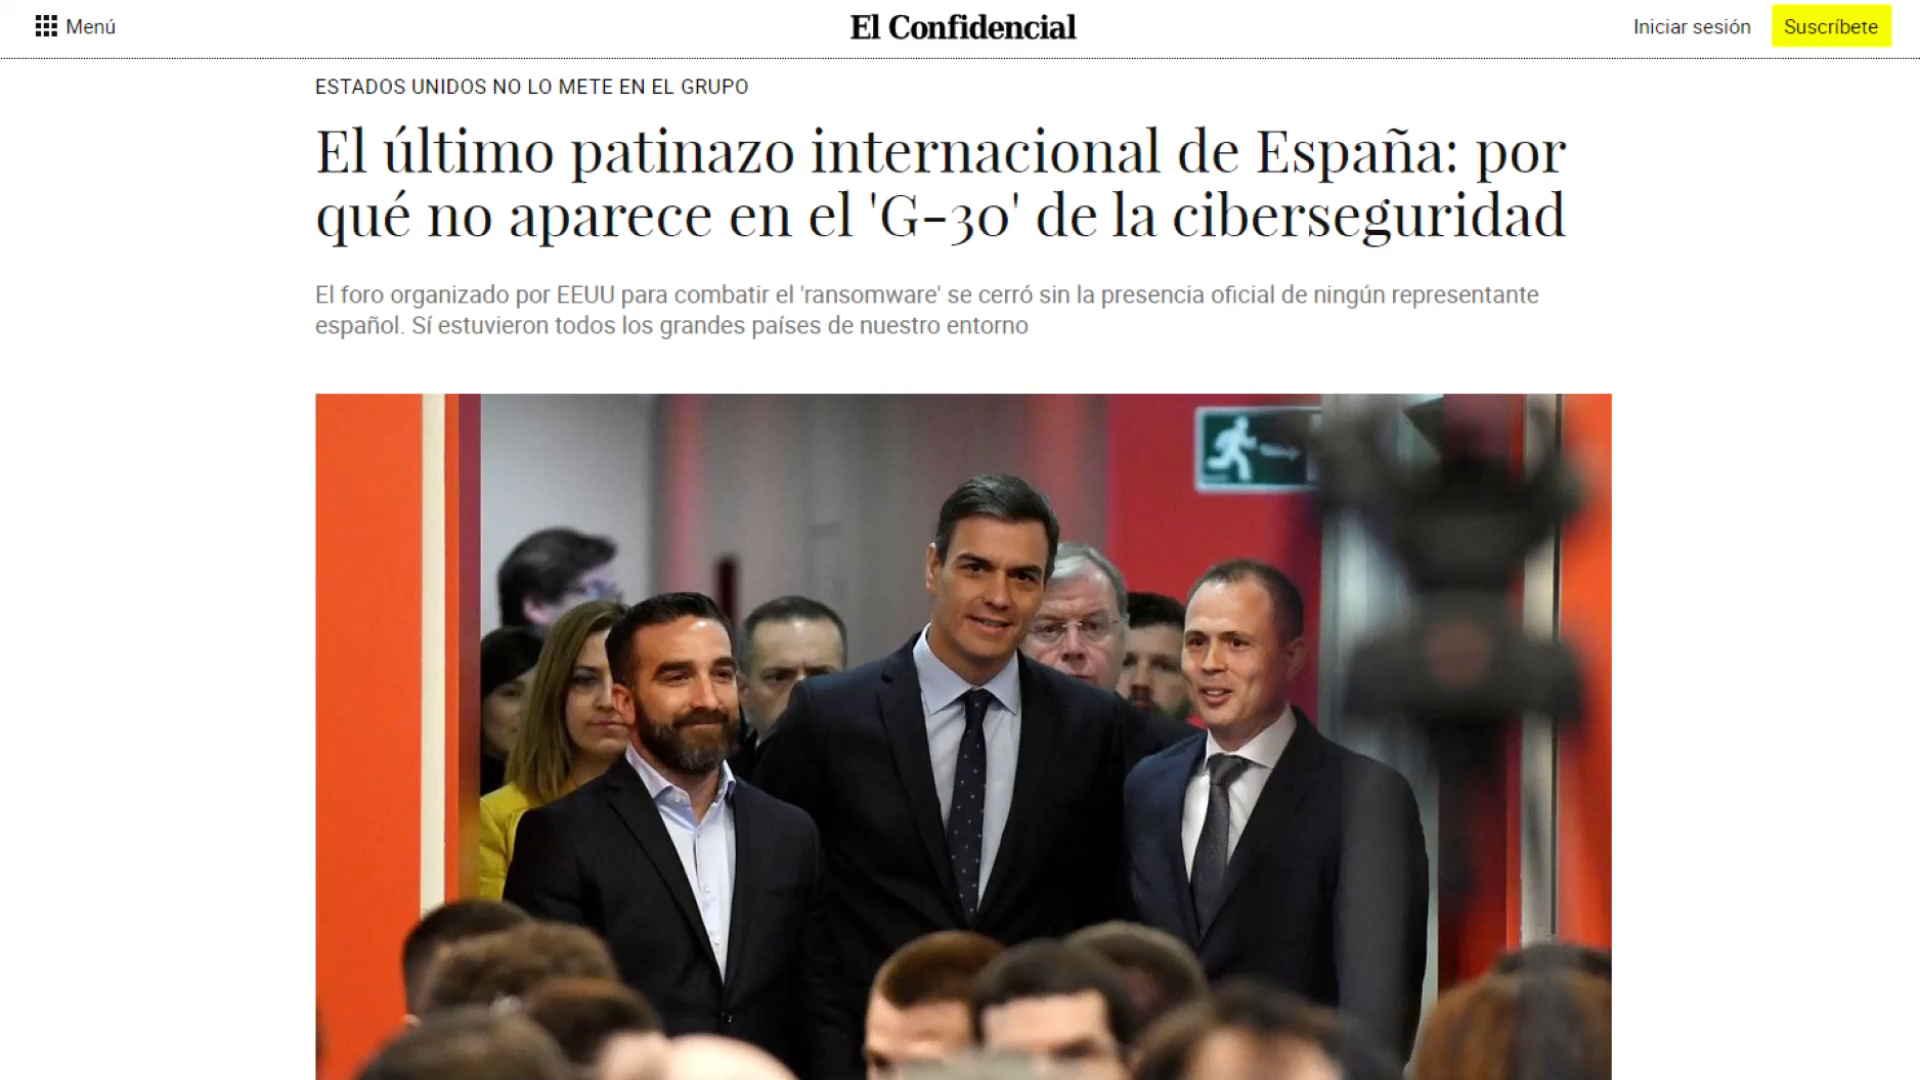 Menú
El Confidencial
Iniciar sesión
Suscríbete
ESTADOS UNIDOS NO LO METE EN EL GRUPO
El último patinazo internacional de España: por
qué no aparece en el 'G-30' de la ciberseguridad
El foro organizado por EEUU para combatir el 'ransomware' se cerró sin la presencia oficial de ningún representante
español. Sí estuvieron todos los grandes países de nuestro entorno